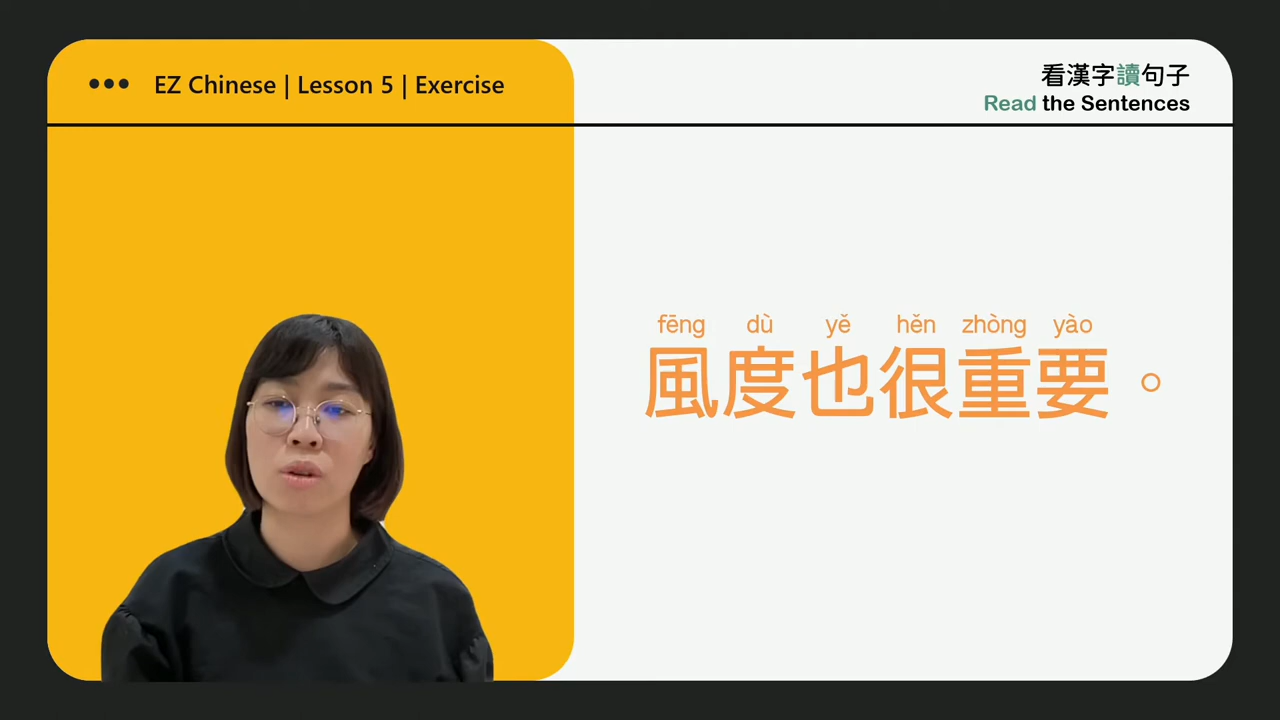 EZ Chinese | Lesson 5 | Exercise
看漢字讀句子
Read the Sentences
fēng dù yě hěn zhòng yào
風度也很重要。